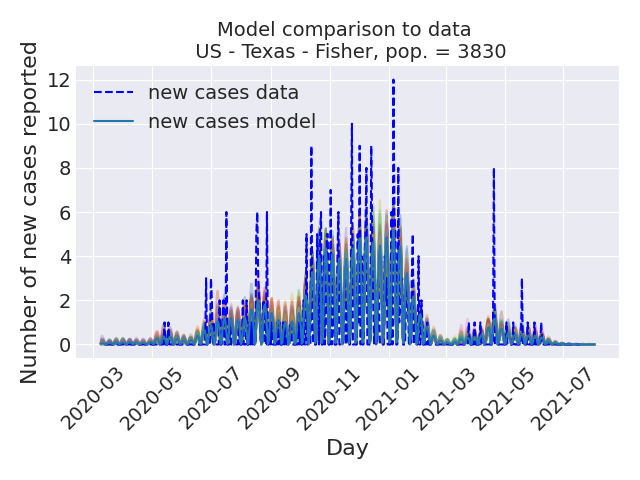 Model comparison to data
US - Texas - Fisher, pop. = 3830
Number of new cases reported
12
10
8
6
4
2
0
new cases data
new cases model
2020-03
2020-05
2020-07
2020-09
2020-11
2021-01
2021-03
2021-05
2021-07
Day